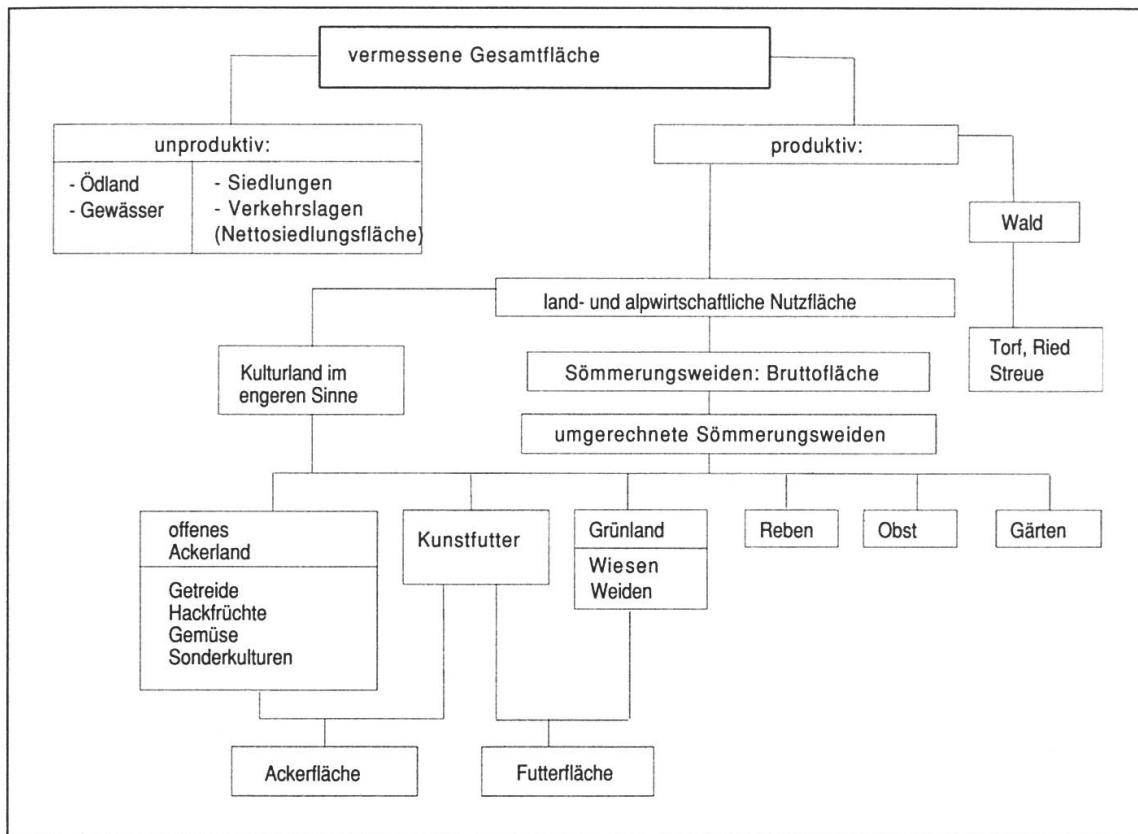 vermessene Gesamtfläche
unproduktiv:
- Ödland
- Gewässer
- Siedlungen
- Verkehrslagen
(Nettosiedlungsfläche)
produktiv:
Wald
land- und alpwirtschaftliche Nutzfläche
Torf, Ried
Streue
Kulturland im
engeren Sinne
Sömmerungsweiden: Bruttofläche
umgerechnete Sömmerungsweiden
offenes
Ackerland
Getreide
Hackfrüchte
Gemüse
Sonderkulturen
Kunstfutter
Grünland
Wiesen
Weiden
Reben
Obst
Gärten
Ackerfläche
Futterfläche